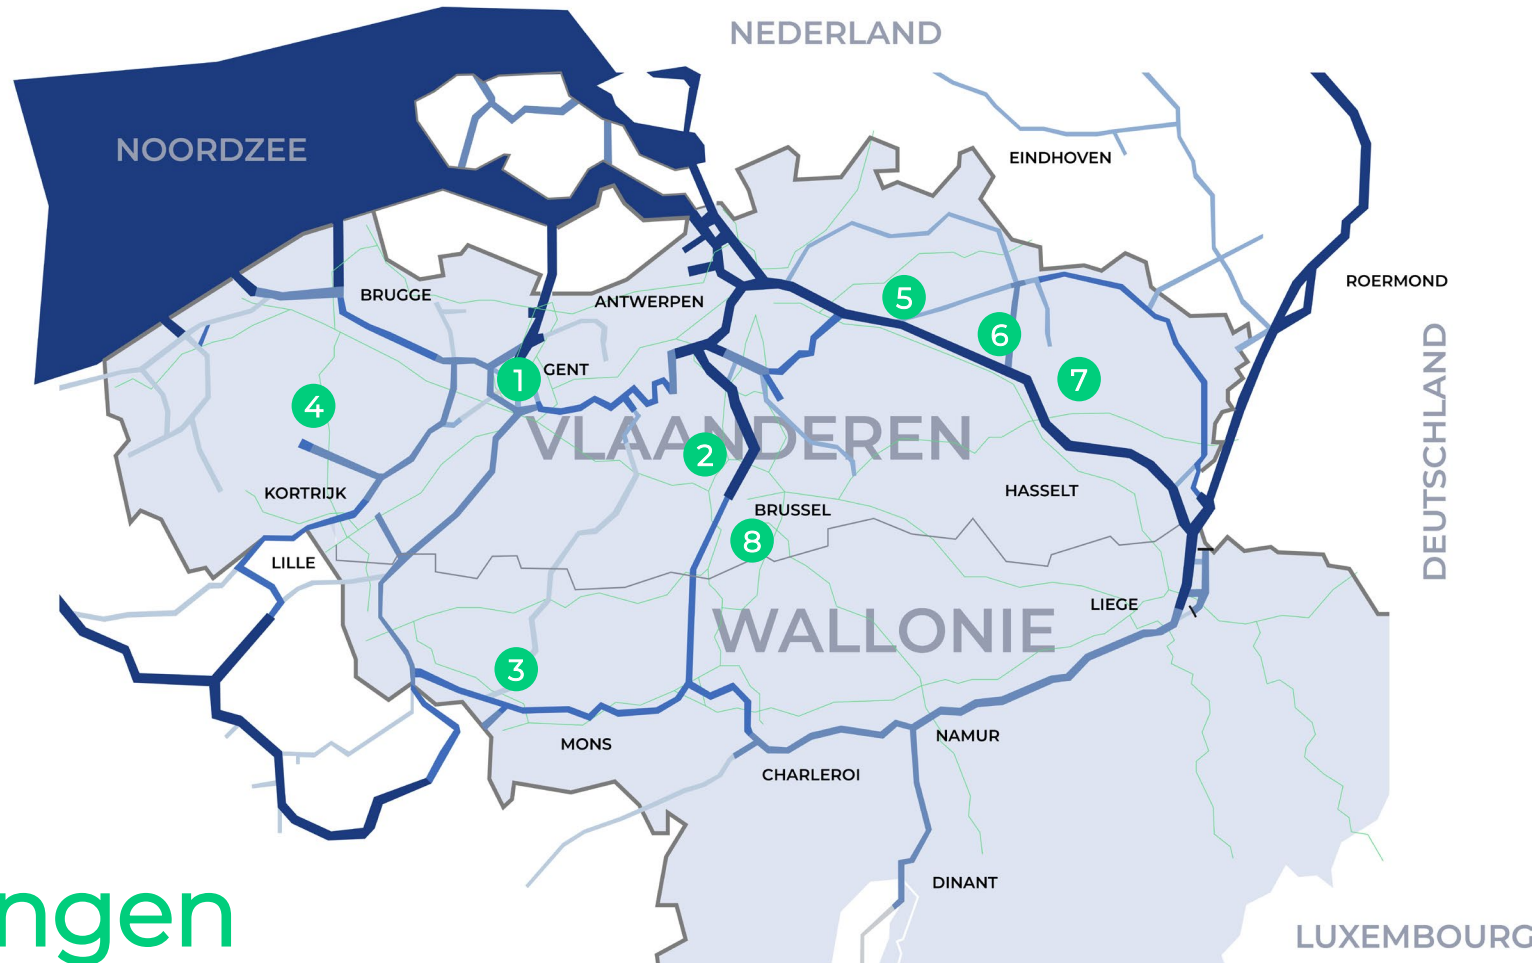 NEDERLAND
NOORDZEE
EINDHOVEN
ROERMOND
BRUGGE
ANTWERPEN
5
6
1
GENT
7
4
DEUTSCHLAND
VLAANDEREN
2
KORTRIJK
HASSELT
BRUSSEL
8
LILLE
LIEGE
WALLONIE
3
NAMUR
MONS
CHARLEROI
DINANT
ngen
LUXEMBOURG